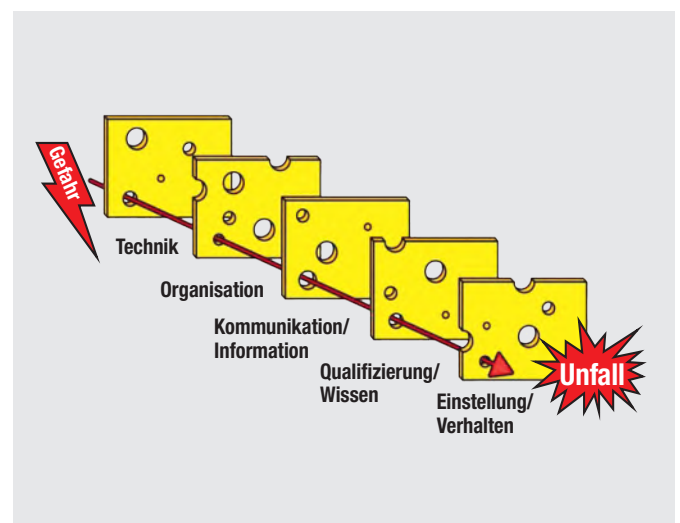 Gefahr
Technik
Organisation
Kommunikation/
Information
Qualifizierung/
Wissen
Einstellung/
Verhalten
Unfall